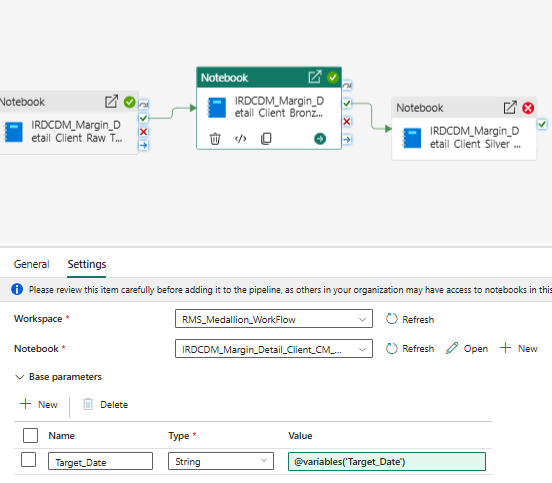 Notebook
IRDCDM_Margin_D
etail Client Raw T...
Notebook
IRDCDM_Margin_D
etail Client Bronz...
Notebook
IRDCDM_Margin_D
etail Client Silver ...
General Settings
Please review this item carefully before adding it to the pipeline, as others in your organization may have access to notebooks in this
Workspace * RMS_Medallion_WorkFlow Refresh
Notebook * IRDCDM_Margin_Detail_Client_CM_... Refresh Open New
Base parameters
New Delete
Name Type * Value
Target_Date String @variables('Target_Date')